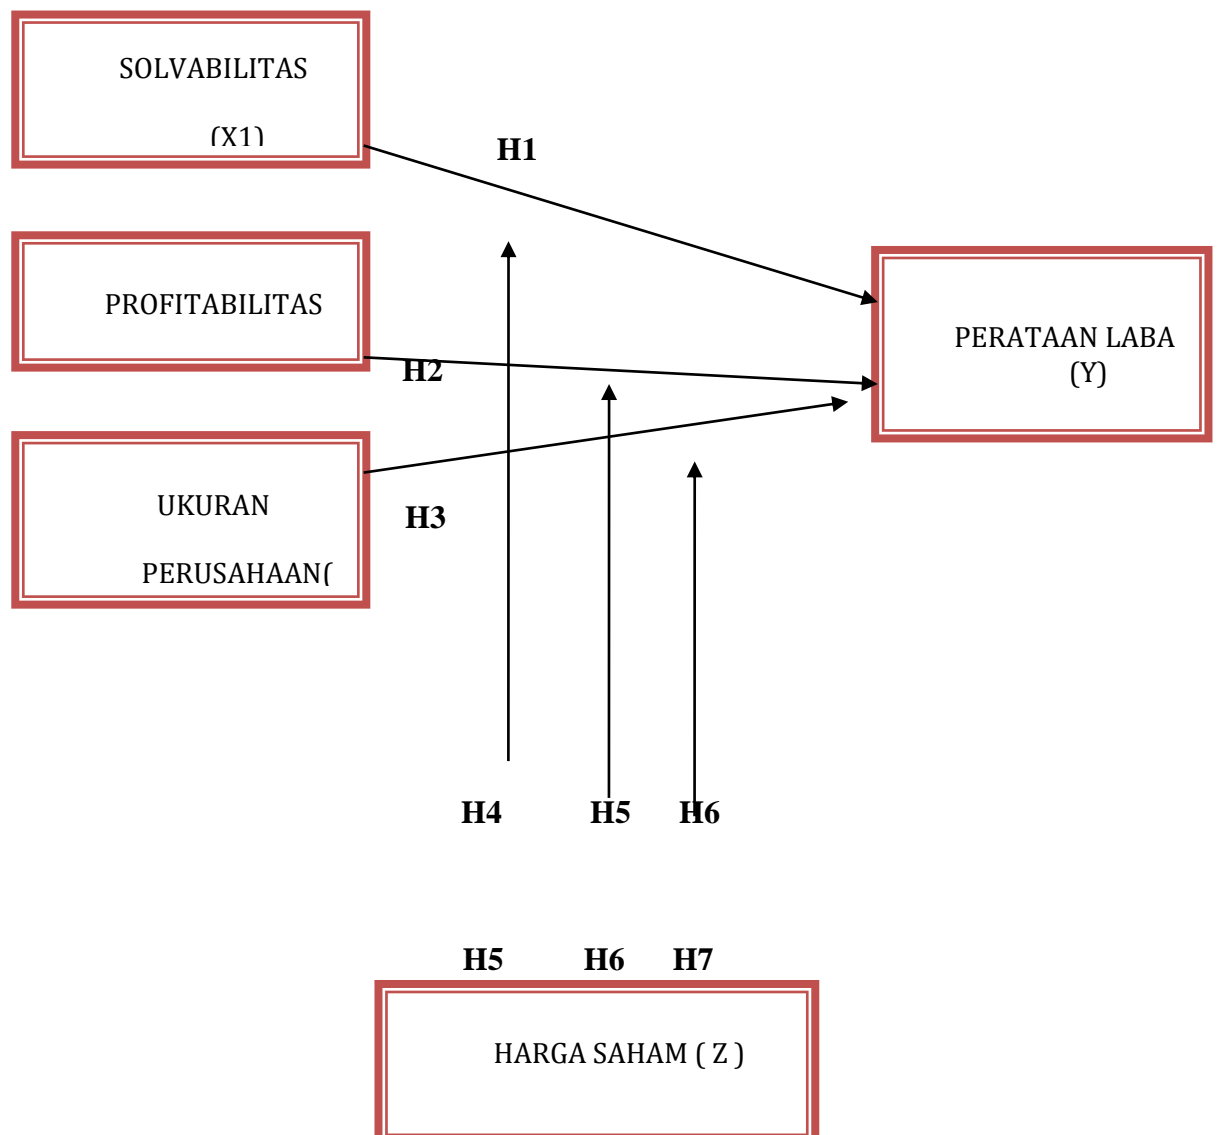 SOLVABILITAS
(X1)
H1
PROFITABILITAS
H2
PERATAAN LABA
(Y)
UKURAN
PERUSAHAAN(
H3
H4 H5 H6
H5 H6 H7
HARGA SAHAM ( Z )